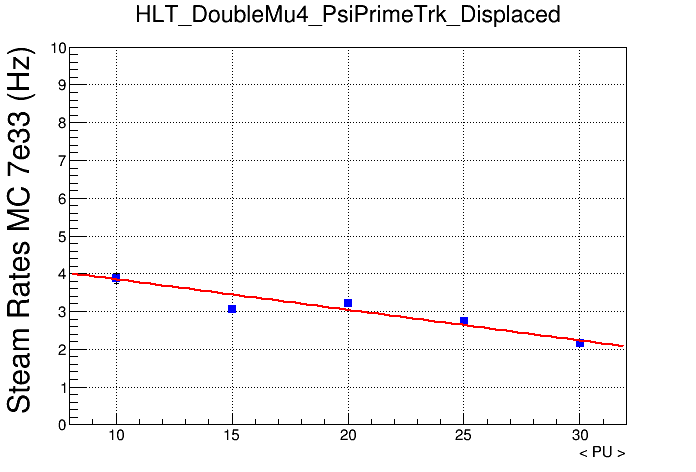 HLT_DoubleMu4_PsiPrimeTrk_Displaced
Steam Rates MC 7e33 (Hz)
10
9
8
7
6
5
4
3
2
1
0
10 15 20 25 30
< PU >